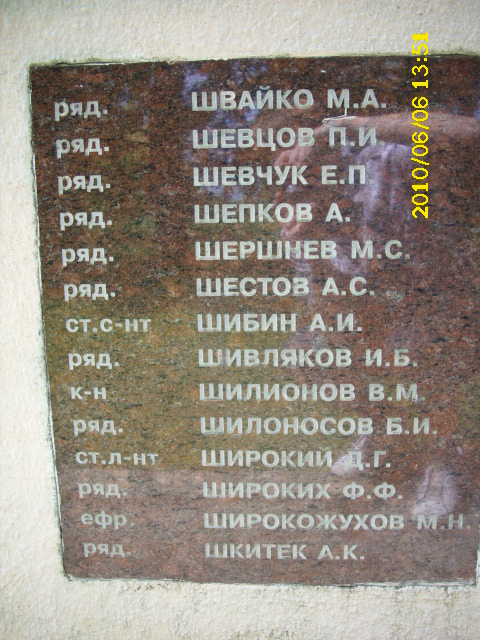 ряд. ШВАЙКО М.А.
ряд. ШЕВЦОВ П.И
ряд. ШЕВЧУК Е.П
ряд. ШЕПКОВ А.
ряд. ШЕРШНЕВ М.С.
ряд. ШЕСТОВ А.С.
ст.с-нт ШИБИН А.И.
ряд. ШИВЛЯКОВ И.Б.
к-н ШИЛИОНОВ В.М.
ряд. ШИЛОНОСОВ Б.И.
ст.л-нт ШИРОКИЙ Д.Г.
ряд. ШИРОКИХ Ф.Ф.
ефр. ШИРОКОЖУХОВ М.Н.
ряд. ШКИТЕК А.К.
2010/06/06 13:51